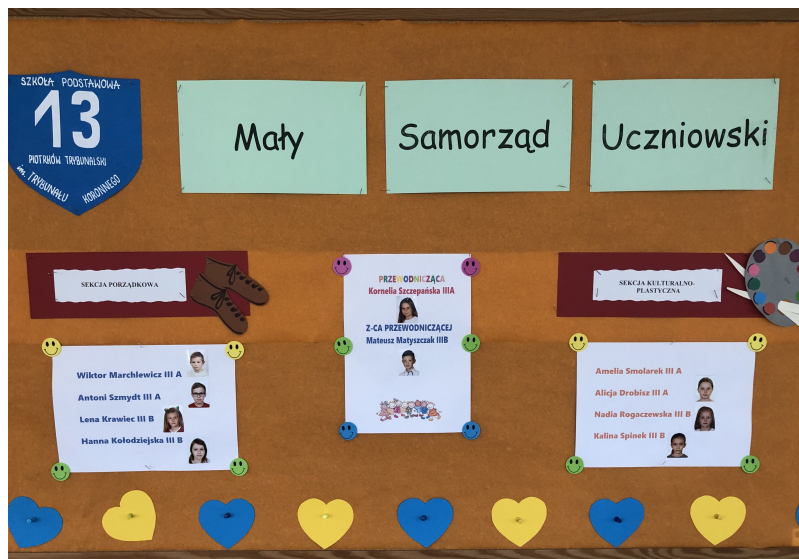 SZKOŁA PODSTAWOWA
13
PIOTRKÓW TRYBUNALSKI
im. TRYBUNAŁU KORONNEGO
Mały
Samorząd
Uczniowski
SEKCJA PORZĄDKOWA
Wiktor Marchlewicz III A
Antoni Szmydt III A
Lena Krawiec III B
Hanna Kołodziejska III B
PRZEWODNICZĄCA
Kornelia Szczepańska IIIA
Z-CA PRZEWODNICZĄCEJ
Mateusz Matyszczak IIIB
SEKCJA KULTURALNO-
PLASTYCZNA
Amelia Smolarek III A
Alicja Drobisz III A
Nadia Rogaczewska III B
Kalina Spinek III B